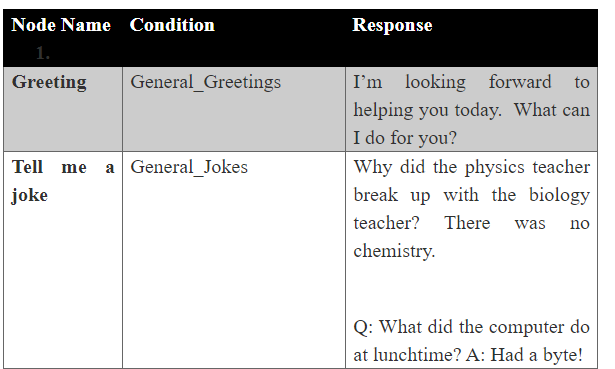 Node Name Condition Response
1.
Greeting General_Greetings I’m looking forward to
helping you today. What can
I do for you?
Tell me a General_Jokes Why did the physics teacher
joke break up with the biology
teacher? There was no
chemistry.
Q: What did the computer do
at lunchtime? A: Had a byte!